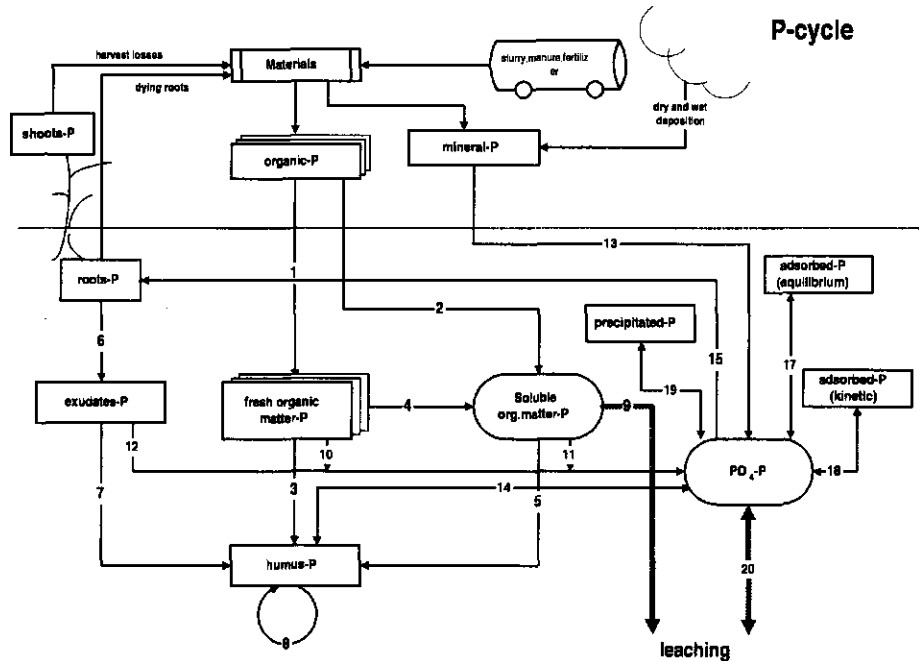 P-cycle
harvest losses
Materials
slurry,manure,fertiliz
er
dying roots
dry and wet
deposition
shoots-P
organic-P
mineral-P
13
1
roots-P
adsorbed-P
(equilibrium)
2
precipitated-P
6
15
17
19
adsorbed-P
(kinetic)
exudates-P
fresh organic
matter-P
4
Soluble
org.matter-P
9
12
10
11
PO4-P
18
7
3
14
5
humus-P
20
8
leaching